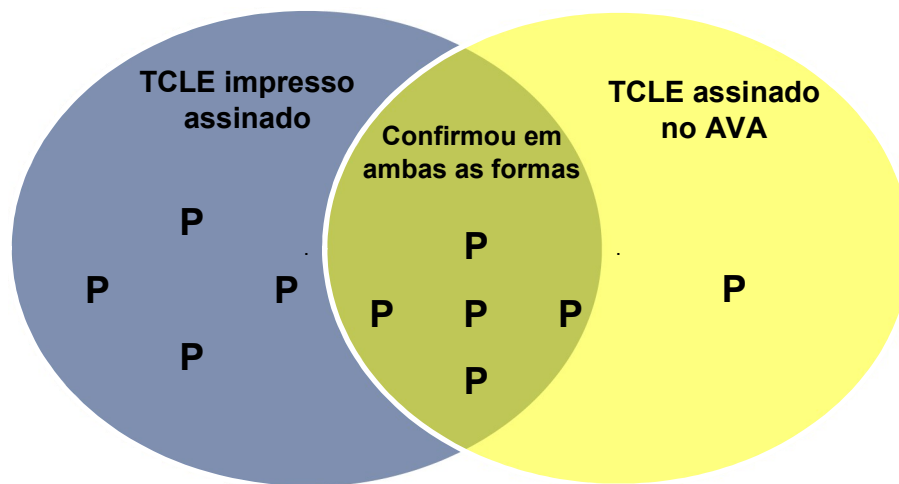 TCLE impresso
assinado
TCLE assinado
no AVA
Confirmou em
ambas as formas
P
P
P
P
P
P
P
P
P
P